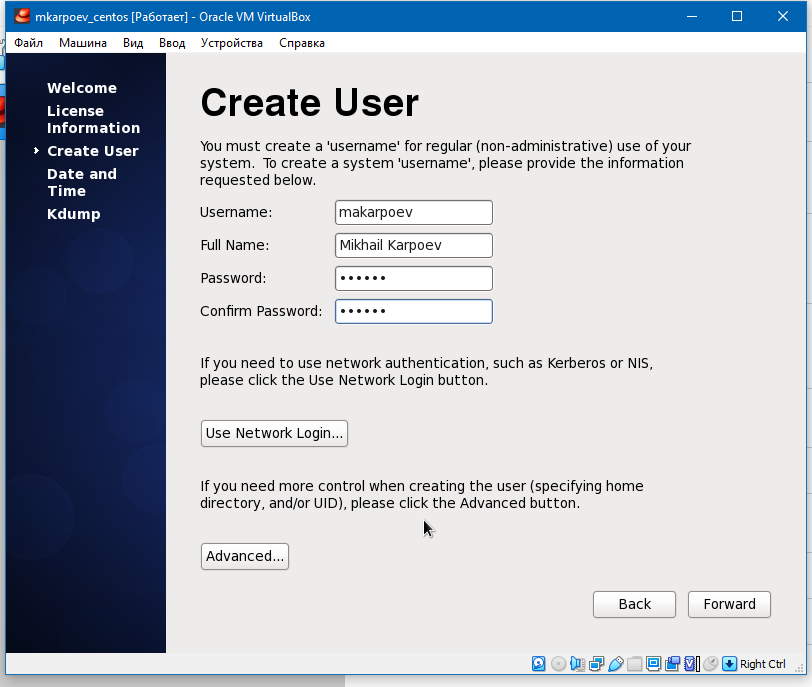 mkarpoev_centos [Работает] - Oracle VM VirtualBox
Файл Машина Вид Ввод Устройства Справка
Welcome
License
Information
Create User
Date and
Time
Kdump
Create User
You must create a 'username' for regular (non-administrative) use of your
system.  To create a system 'username', please provide the information
requested below.
Username: makarpoev
Full Name: Mikhail Karpoev
Password: ••••••
Confirm Password: ••••••
If you need to use network authentication, such as Kerberos or NIS,
please click the Use Network Login button.
Use Network Login...
If you need more control when creating the user (specifying home
directory, and/or UID), please click the Advanced button.
Advanced...
Back Forward
Right Ctrl